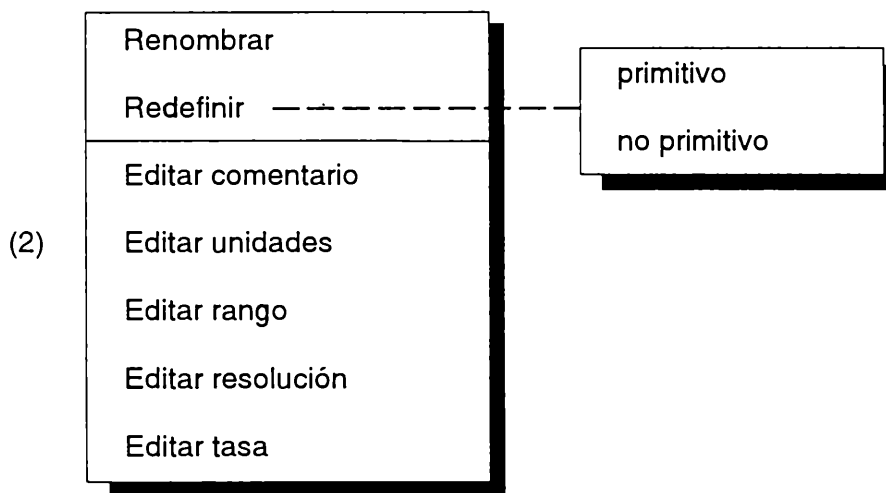 Renombrar
Redefinir
primitivo
no primitivo
Editar comentario
(2)
Editar unidades
Editar rango
Editar resolución
Editar tasa